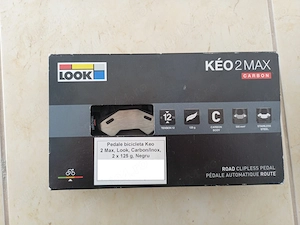 LOOK
KÉO 2 MAX
CARBON
12
C
Pedale bicicleta Keo
2 Max, Look, Carbon/Inox,
2 x 125 g, Negru
ROAD CLIPLESS PEDAL
PÉDALE AUTOMATIQUE ROUTE